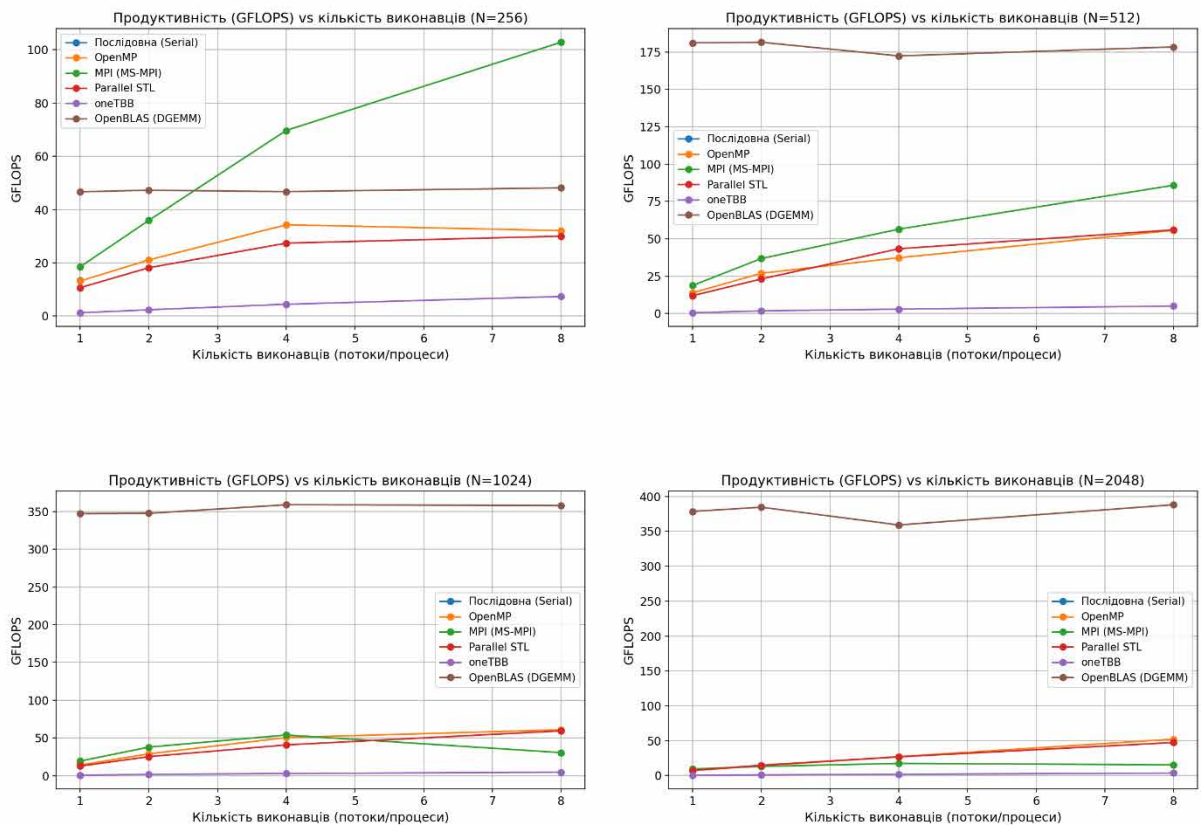 Продуктивність (GFLOPS) vs кількість виконавців (N=256)
GFLOPS
100
80
60
40
20
0
Послідовна (Serial)
OpenMP
MPI (MS-MPI)
Parallel STL
oneTBB
OpenBLAS (DGEMM)
1 2 3 4 5 6 7 8
Кількість виконавців (потоки/процеси)
Продуктивність (GFLOPS) vs кількість виконавців (N=512)
GFLOPS
175
150
125
100
75
50
25
0
Послідовна (Serial)
OpenMP
MPI (MS-MPI)
Parallel STL
oneTBB
OpenBLAS (DGEMM)
1 2 3 4 5 6 7 8
Кількість виконавців (потоки/процеси)
Продуктивність (GFLOPS) vs кількість виконавців (N=1024)
GFLOPS
350
300
250
200
150
100
50
0
Послідовна (Serial)
OpenMP
MPI (MS-MPI)
Parallel STL
oneTBB
OpenBLAS (DGEMM)
1 2 3 4 5 6 7 8
Кількість виконавців (потоки/процеси)
Продуктивність (GFLOPS) vs кількість виконавців (N=2048)
GFLOPS
400
350
300
250
200
150
100
50
0
Послідовна (Serial)
OpenMP
MPI (MS-MPI)
Parallel STL
oneTBB
OpenBLAS (DGEMM)
1 2 3 4 5 6 7 8
Кількість виконавців (потоки/процеси)